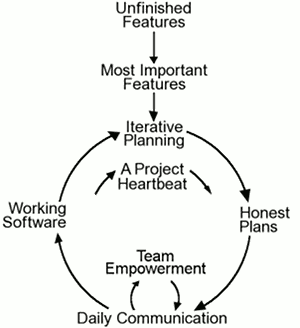 Unfinished
Features
Most Important
Features
Iterative
Planning
A Project
Heartbeat
Working
Software
Honest
Plans
Team
Empowerment
Daily Communication